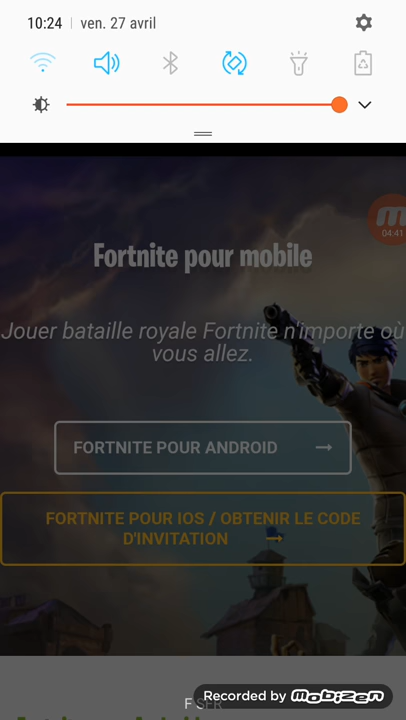 10:24 | ven. 27 avril
04:41
Fortnite pour mobile
Jouer bataille royale Fortnite n'importe où
vous allez.
FORTNITE POUR ANDROID →
FORTNITE POUR IOS / OBTENIR LE CODE
D'INVITATION →
Recorded by mobizen